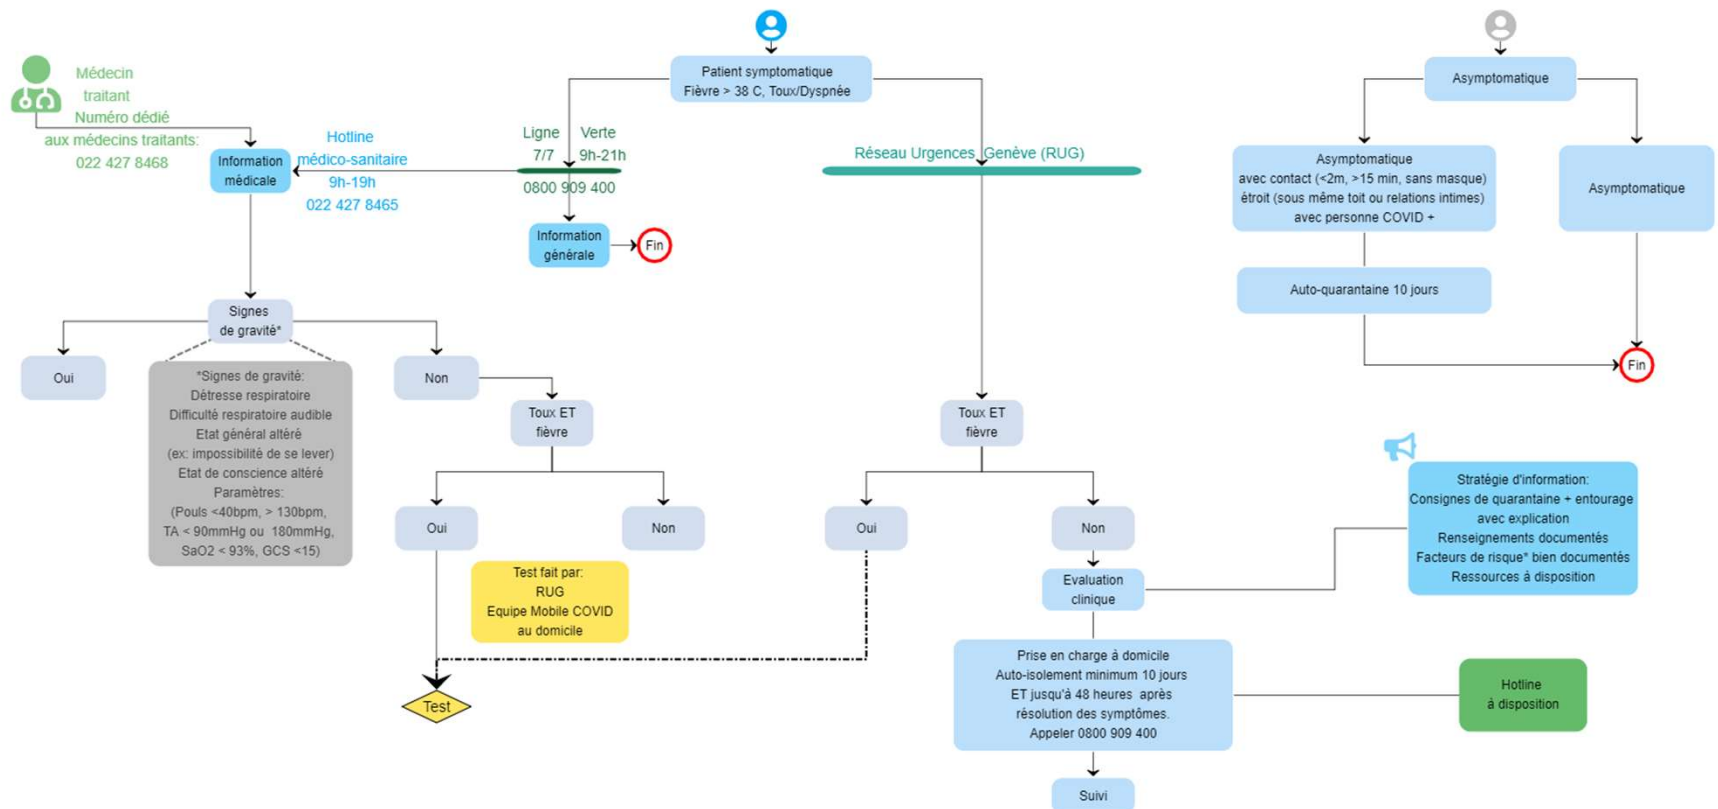 Médecin
traitant
Numéro dédié
aux médecins traitants:
022 427 8468
Information
médicale
Hotline
médico-sanitaire
9h-19h
022 427 8465
Patient symptomatique
Fièvre > 38 C, Toux/Dyspnée
Ligne Verte
7/7 9h-21h
0800 909 400
Information
générale
Fin
Réseau Urgences Genève (RUG)
Asymptomatique
Asymptomatique
avec contact (<2m, >15 min, sans masque)
étroit (sous même toit ou relations intimes)
avec personne COVID +
Asymptomatique
Auto-quarantaine 10 jours
Fin
Signes
de gravité*
Oui
*Signes de gravité:
Détresse respiratoire
Difficulté respiratoire audible
Etat général altéré
(ex: impossibilité de se lever)
Etat de conscience altéré
Paramètres:
(Pouls <40bpm, > 130bpm,
TA < 90mmHg ou 180mmHg,
SaO2 < 93%, GCS <15)
Non
Toux ET
fièvre
Oui
Non
Test fait par:
RUG
Equipe Mobile COVID
au domicile
Test
Toux ET
fièvre
Oui
Non
Evaluation
clinique
Stratégie d'information:
Consignes de quarantaine + entourage
avec explication
Renseignements documentés
Facteurs de risque* bien documentés
Ressources à disposition
Prise en charge à domicile
Auto-isolement minimum 10 jours
ET jusqu'à 48 heures après
résolution des symptômes.
Appeler 0800 909 400
Hotline
à disposition
Suivi